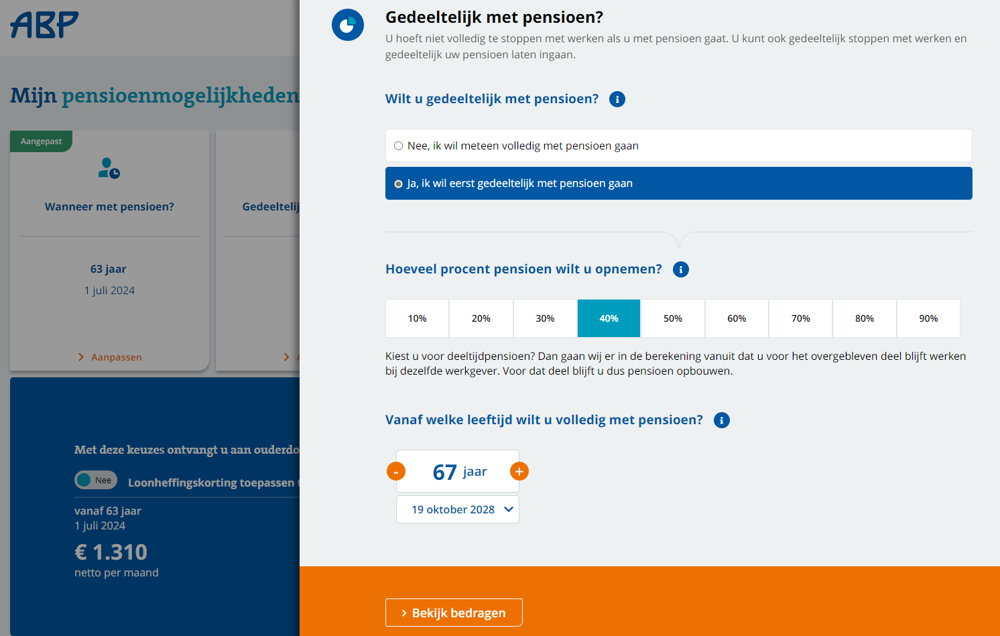 ABP
Mijn pensioenmogelijkheden
Aangepast
Wanneer met pensioen?
63 jaar
1 juli 2024
Aanpassen
Met deze keuzes ontvangt u aan
Nee
Loonheffingskorting toepassen
vanaf 63 jaar
1 juli 2024
€ 1.310
netto per maand
Gedeeltelijk met pensioen?
U hoeft niet volledig te stoppen met werken als u met pensioen gaat. U kunt ook gedeeltelijk stoppen met werken en
gedeeltelijk uw pensioen laten ingaan.
Wilt u gedeeltelijk met pensioen?
Nee, ik wil meteen volledig met pensioen gaan
Ja, ik wil eerst gedeeltelijk met pensioen gaan
Hoeveel procent pensioen wilt u opnemen?
10% 20% 30% 40% 50% 60% 70% 80% 90%
Kiest u voor deeltijdpensioen? Dan gaan wij er in de berekening vanuit dat u voor het overgebleven deel blijft werken
bij dezelfde werkgever. Voor dat deel blijft u dus pensioen opbouwen.
Vanaf welke leeftijd wilt u volledig met pensioen?
- 67 jaar +
19 oktober 2028
Bekijk bedragen